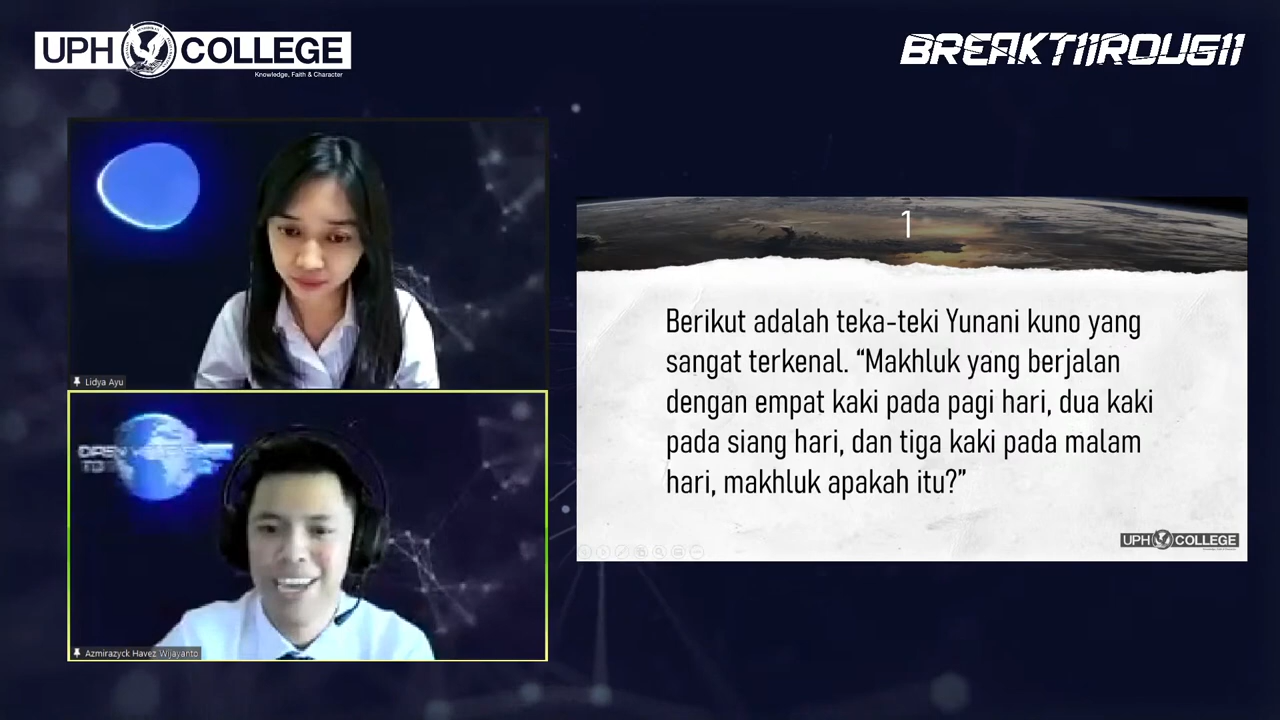 UPH COLLEGE
Knowledge, Faith & Character
BREAKT11ROUG11
Lidya Ayu
Azmirazyck Havez Wijayanto
1
Berikut adalah teka-teki Yunani kuno yang
sangat terkenal. “Makhluk yang berjalan
dengan empat kaki pada pagi hari, dua kaki
pada siang hari, dan tiga kaki pada malam
hari, makhluk apakah itu?”
UPH COLLEGE